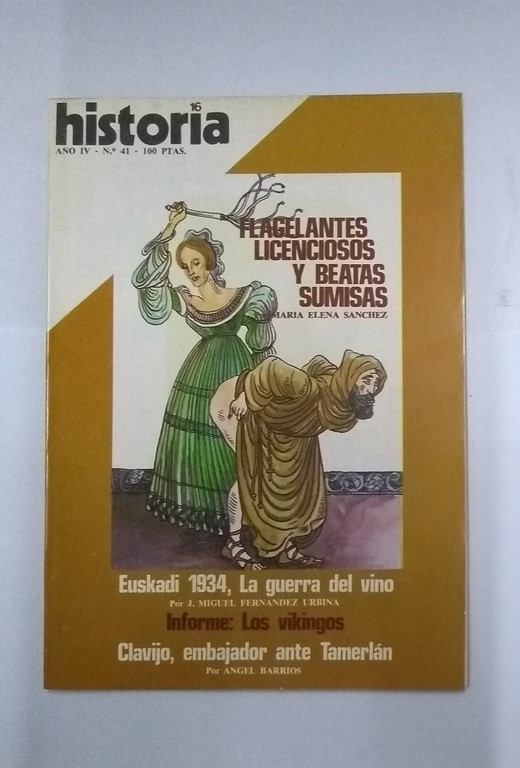 historia 16
AÑO IV - N.º 41 - 100 PTAS.
FLAGELANTES
LICENCIOSOS
Y BEATAS
SUMISAS
MARIA ELENA SANCHEZ
Euskadi 1934, La guerra del vino
Por J. MIGUEL FERNANDEZ URBINA
Informe: Los vikingos
Clavijo, embajador ante Tamerlán
Por ANGEL BARRIOS